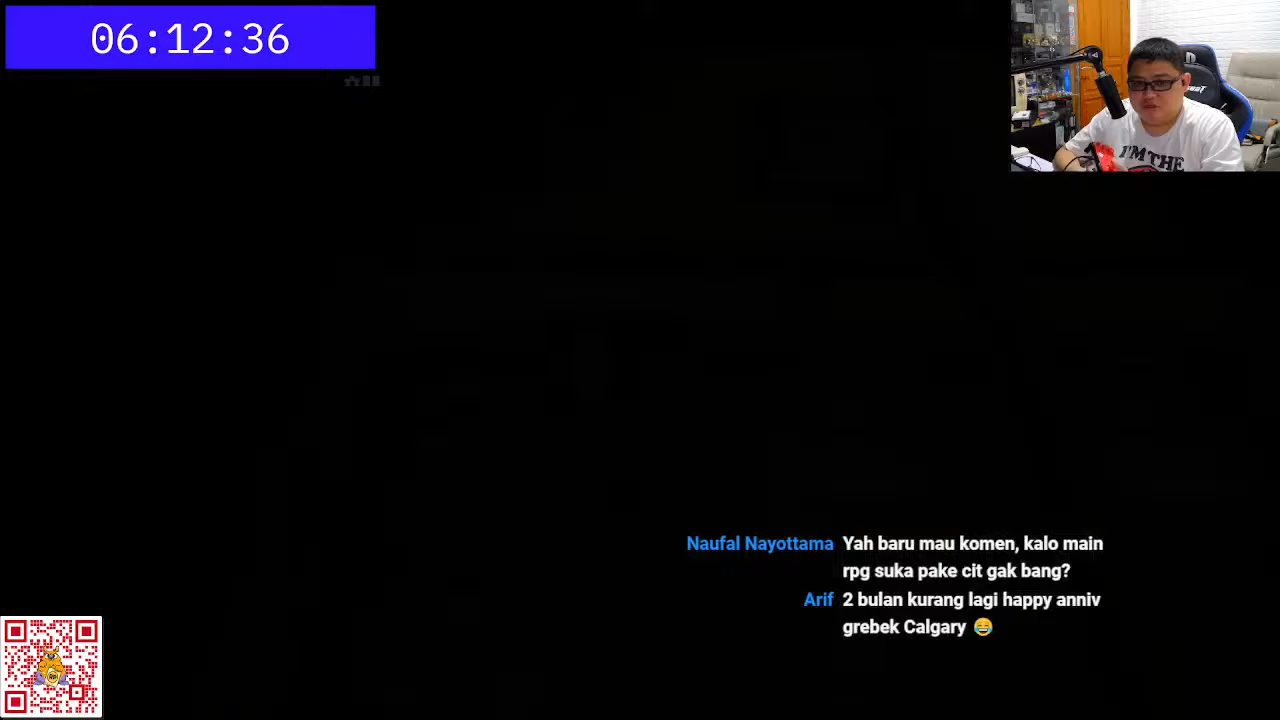 06:12:36
I'M THE
Naufal Nayottama Yah baru mau komen, kalo main
rpg suka pake cit gak bang?
Arif 2 bulan kurang lagi happy anniv
grebek Calgary 😂